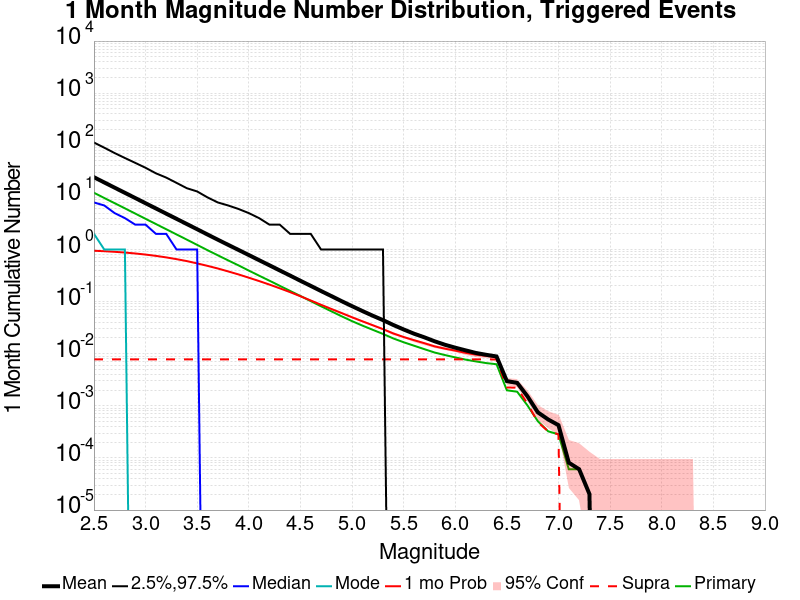 1 Month Magnitude Number Distribution, Triggered Events
1 Month Cumulative Number
10^4
10^3
10^2
10^1
10^0
10^-1
10^-2
10^-3
10^-4
10^-5
2.5 3.0 3.5 4.0 4.5 5.0 5.5 6.0 6.5 7.0 7.5 8.0 8.5 9.0
Magnitude
Mean 2.5%,97.5% Median Mode 1 mo Prob 95% Conf Supra Primary